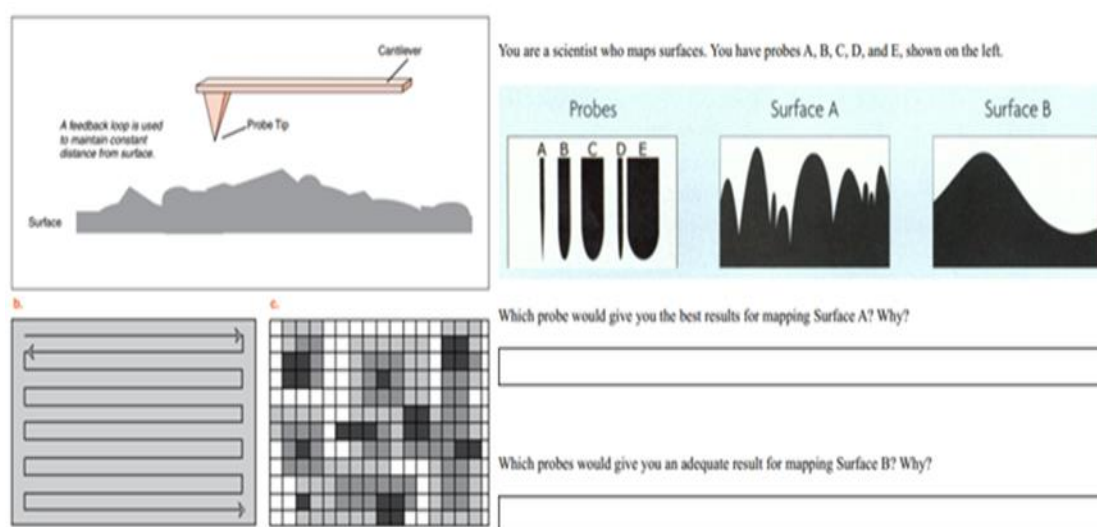 Cantilever
A feedback loop is used
to maintain constant
distance from surface.
Probe Tip
Surface
b.
c.
You are a scientist who maps surfaces. You have probes A, B, C, D, and E, shown on the left.
Probes
Surface A
Surface B
A B C D E
Which probe would give you the best results for mapping Surface A? Why?
Which probes would give you an adequate result for mapping Surface B? Why?